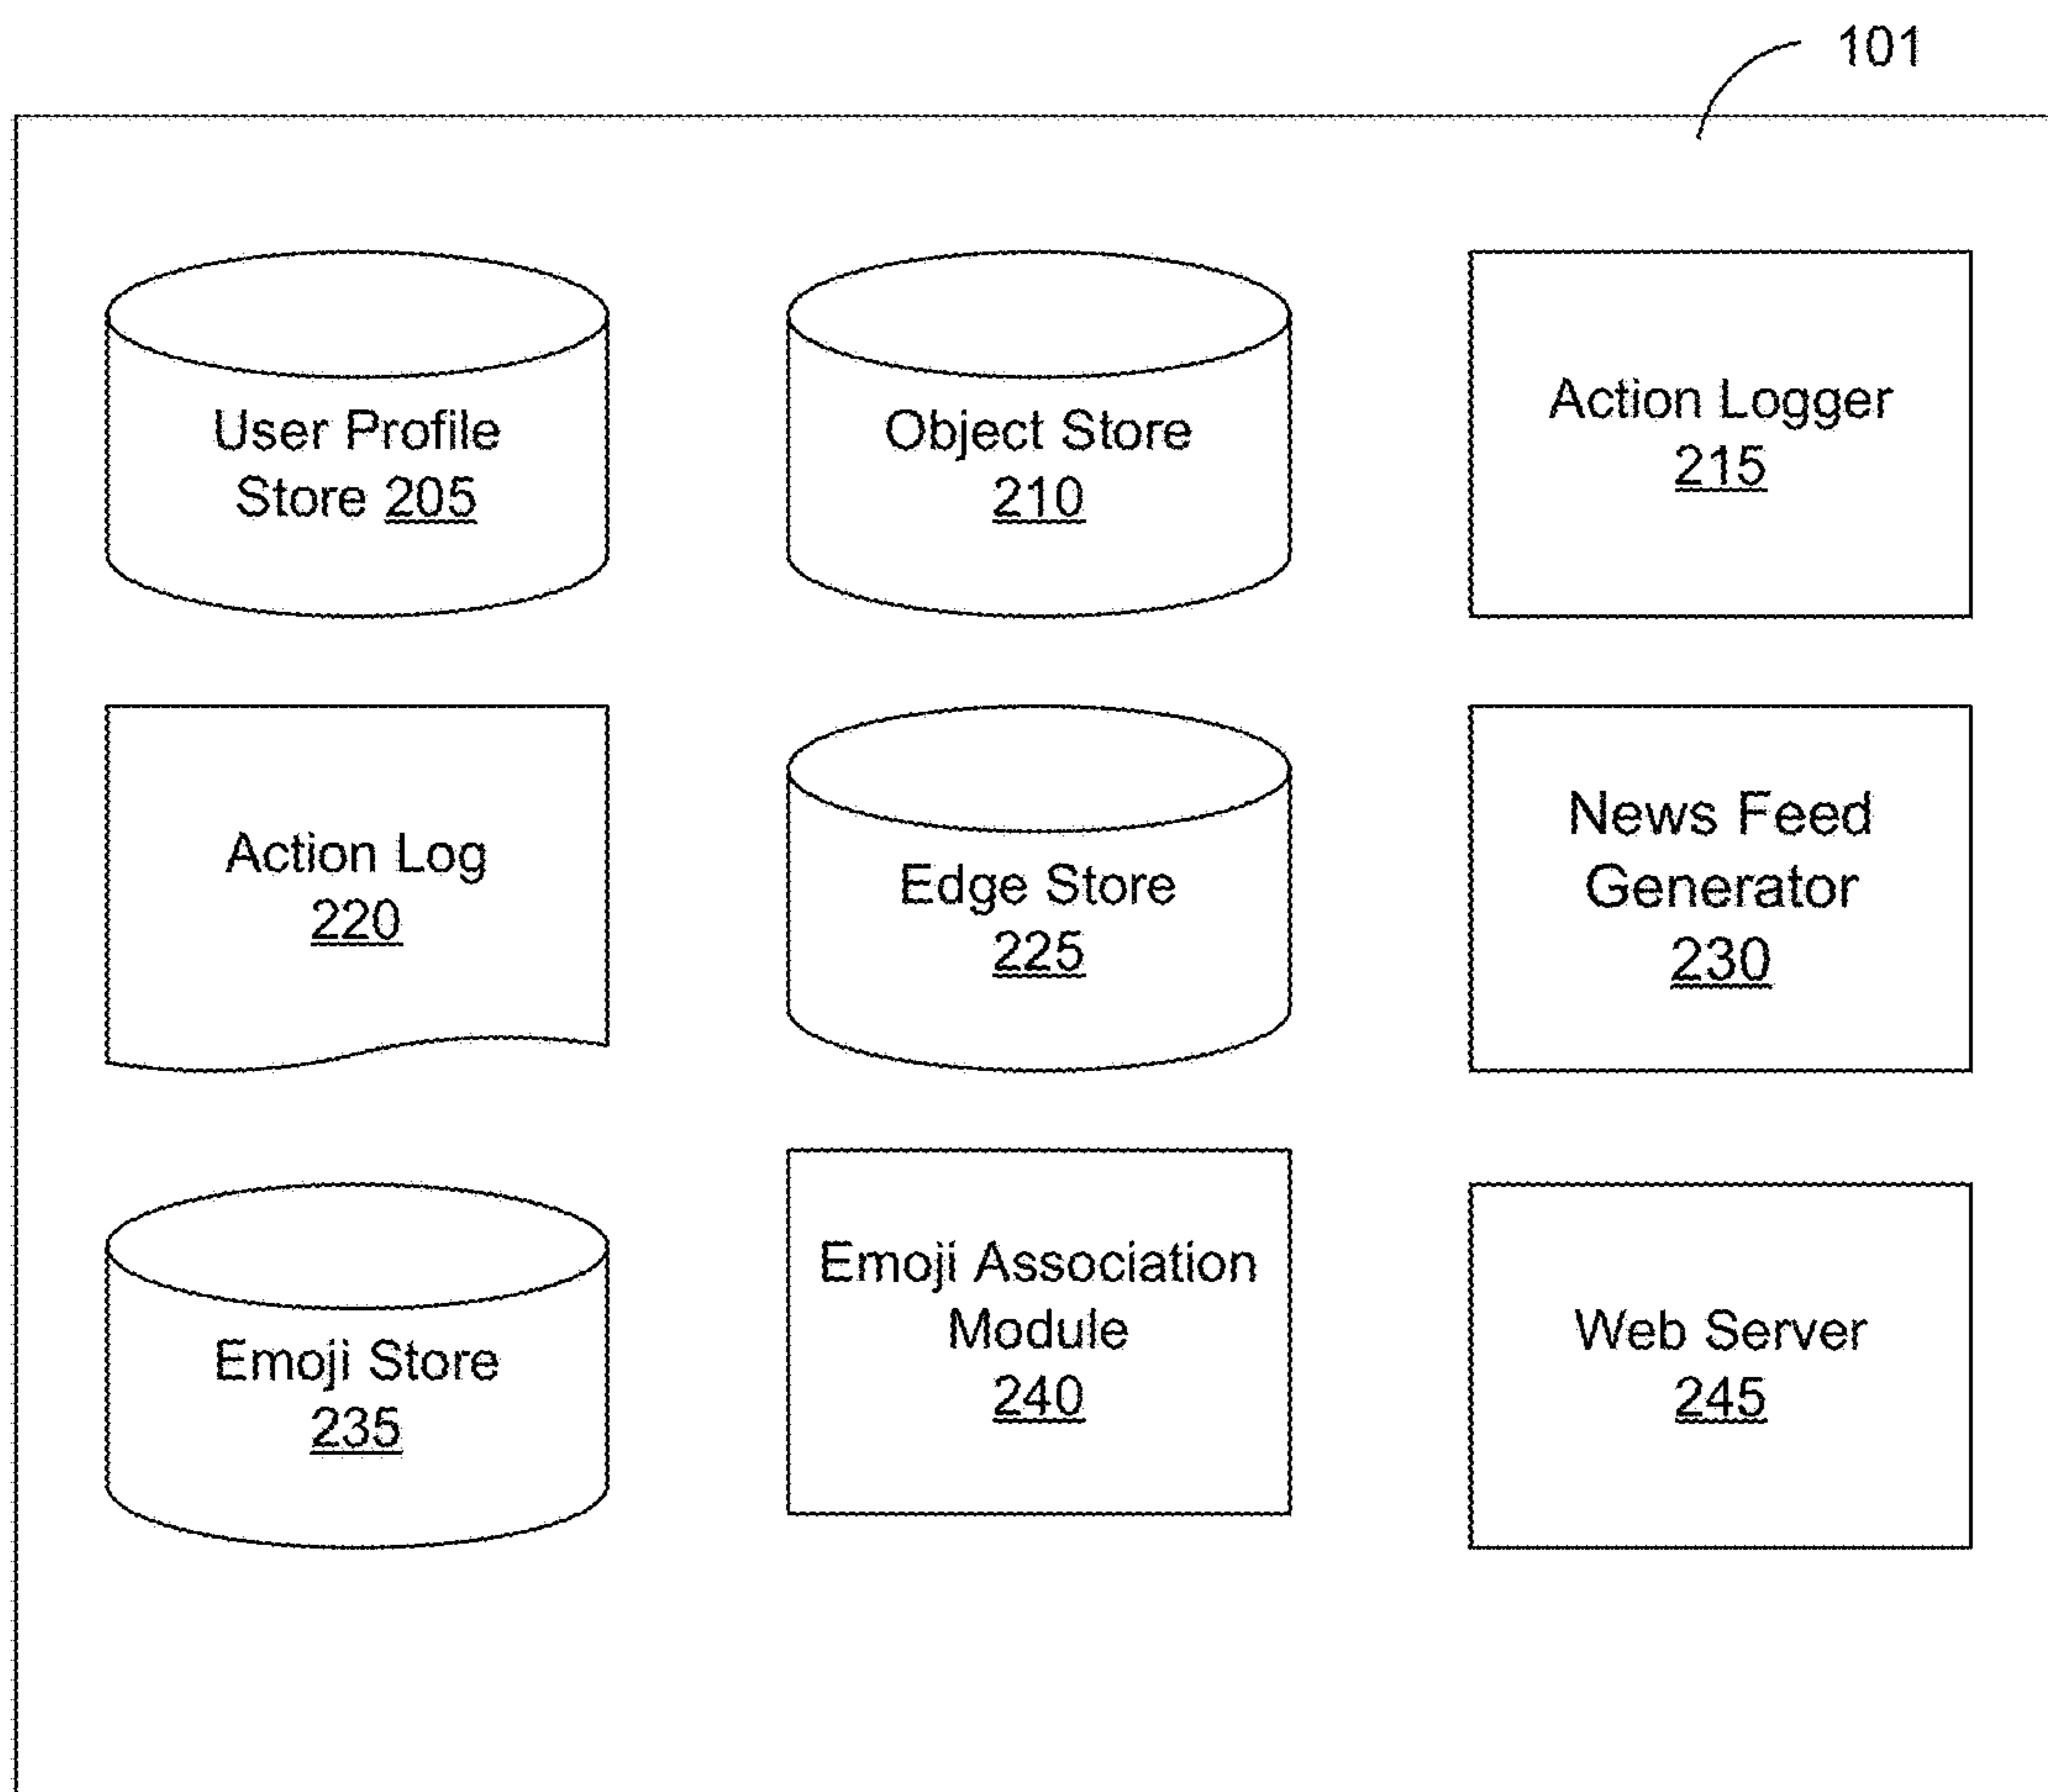 101
User Profile
Store 205
Object Store
210
Action Logger
215
Action Log
220
Edge Store
225
News Feed
Generator
230
Emoji Store
235
Emoji Association
Module
240
Web Server
245